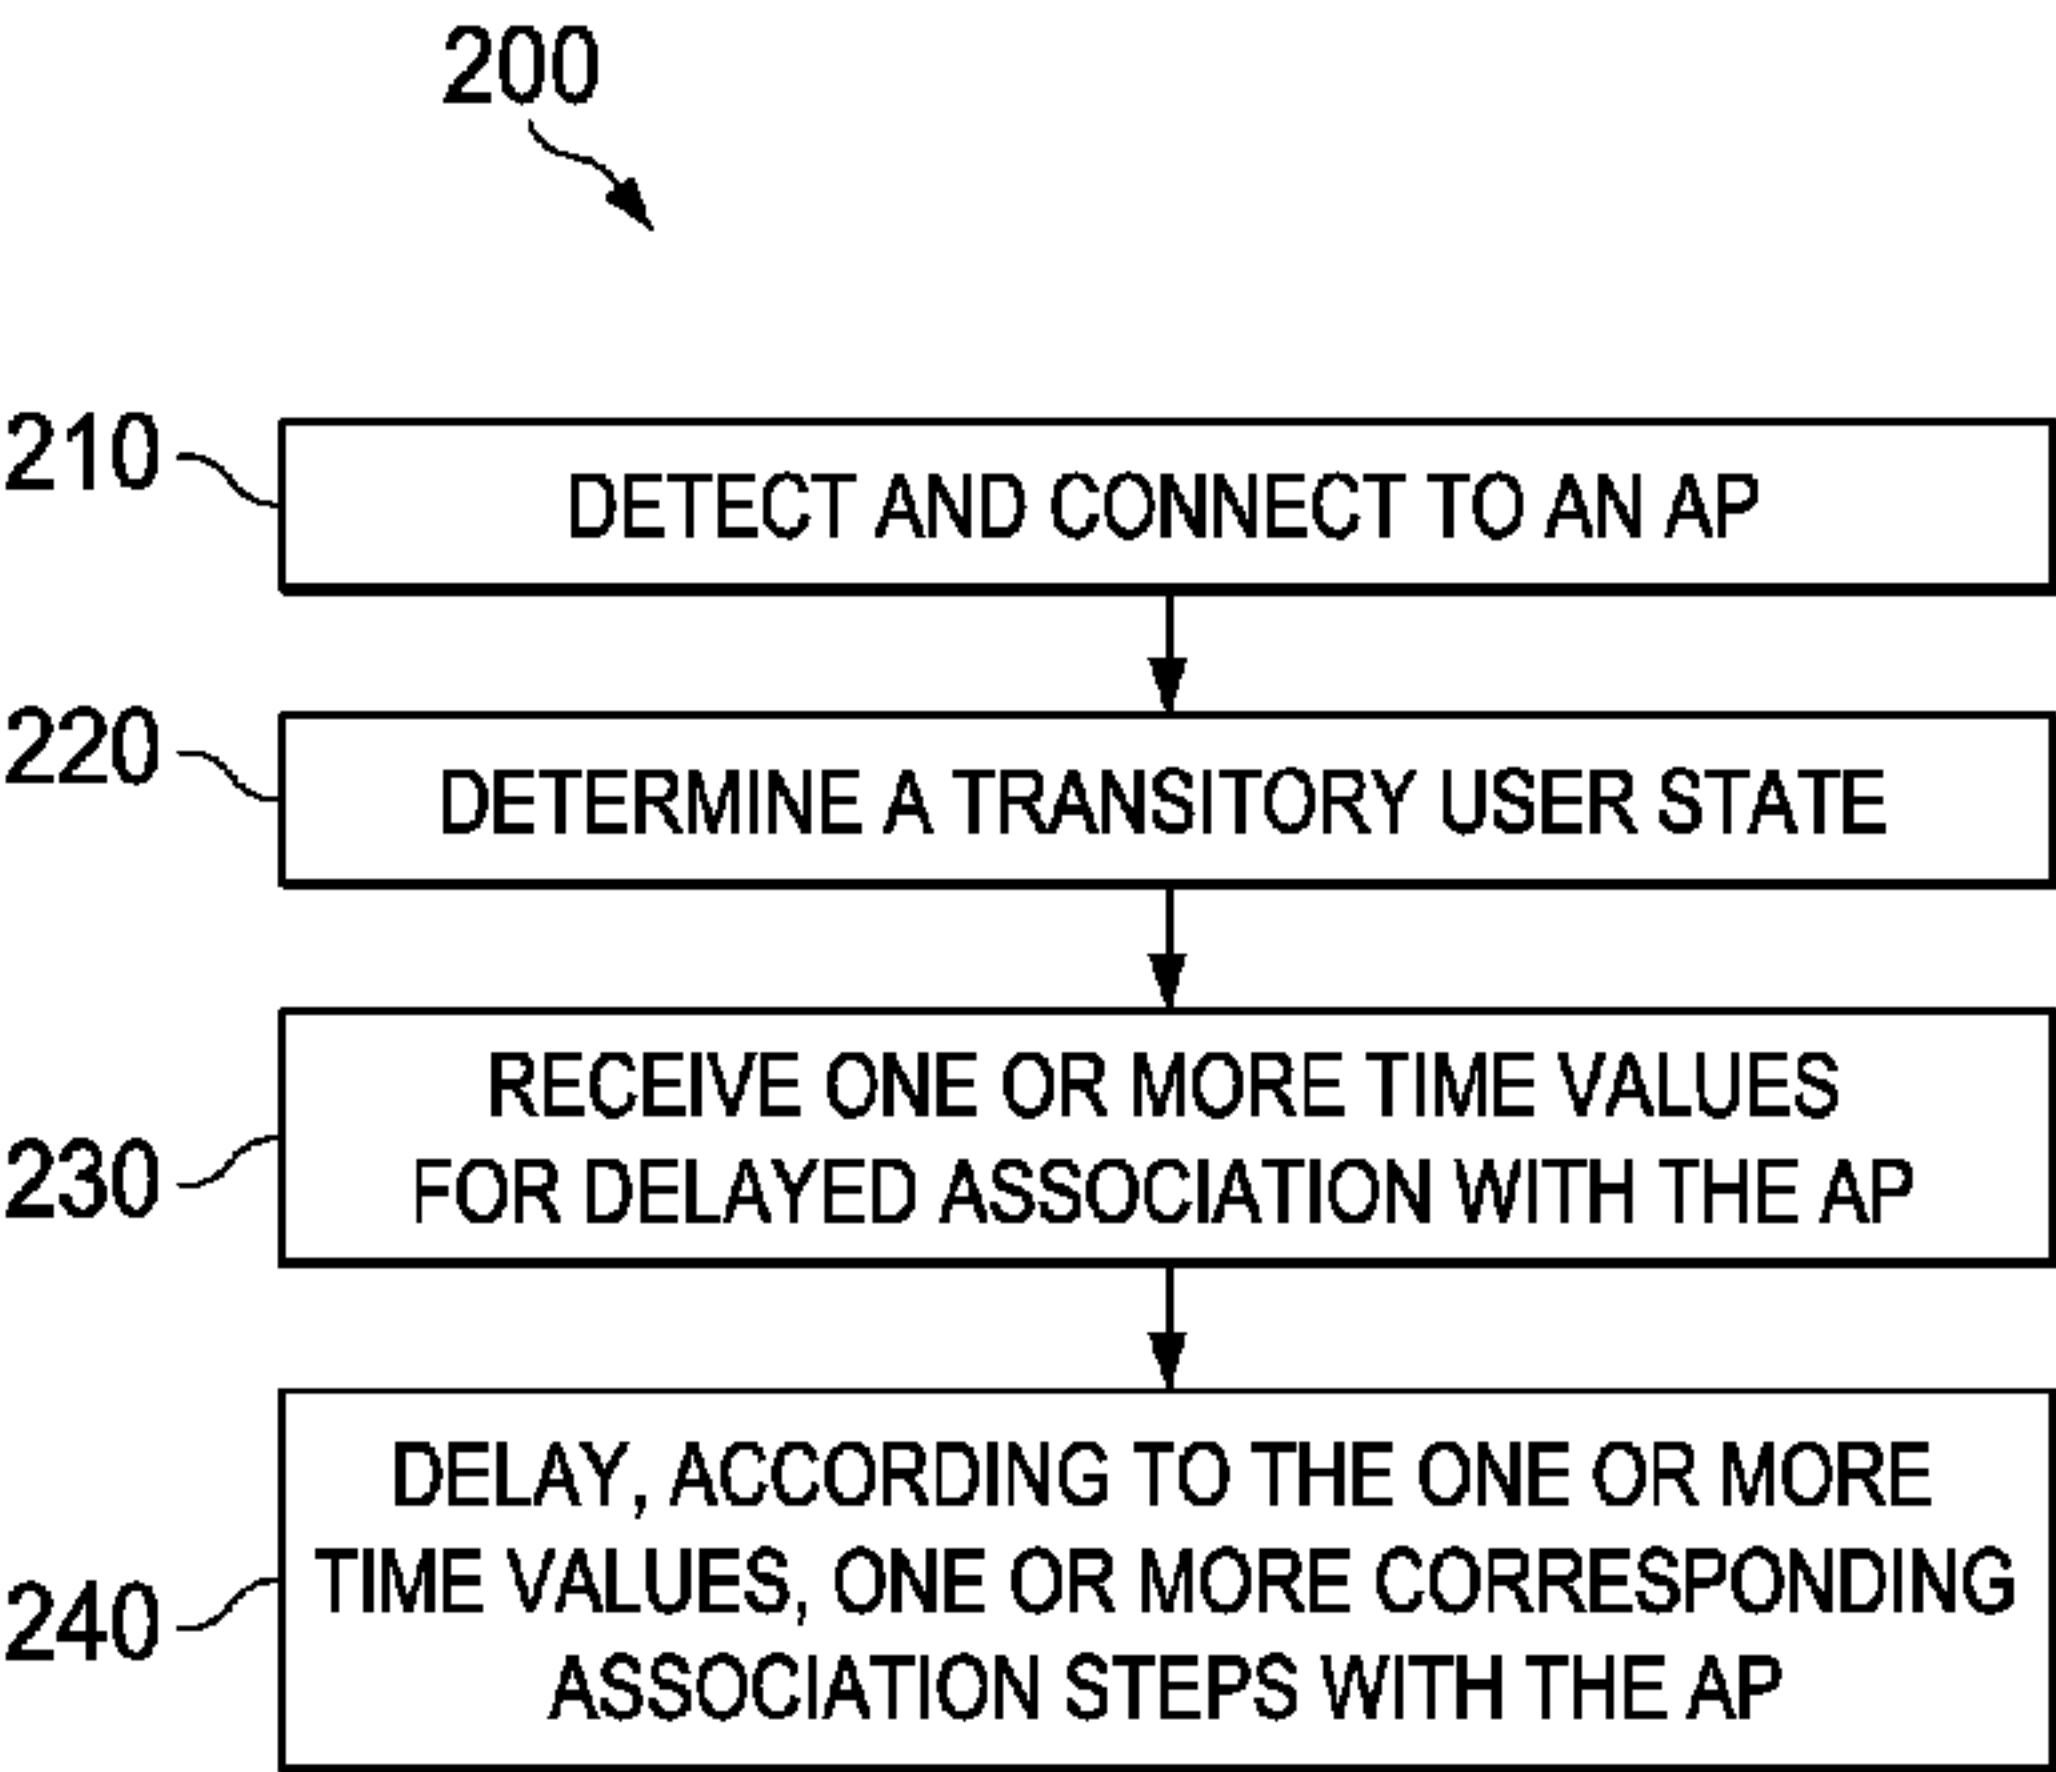 200
210
DETECT AND CONNECT TO AN AP
220
DETERMINE A TRANSITORY USER STATE
230
RECEIVE ONE OR MORE TIME VALUES
FOR DELAYED ASSOCIATION WITH THE AP
240
DELAY, ACCORDING TO THE ONE OR MORE
TIME VALUES, ONE OR MORE CORRESPONDING
ASSOCIATION STEPS WITH THE AP